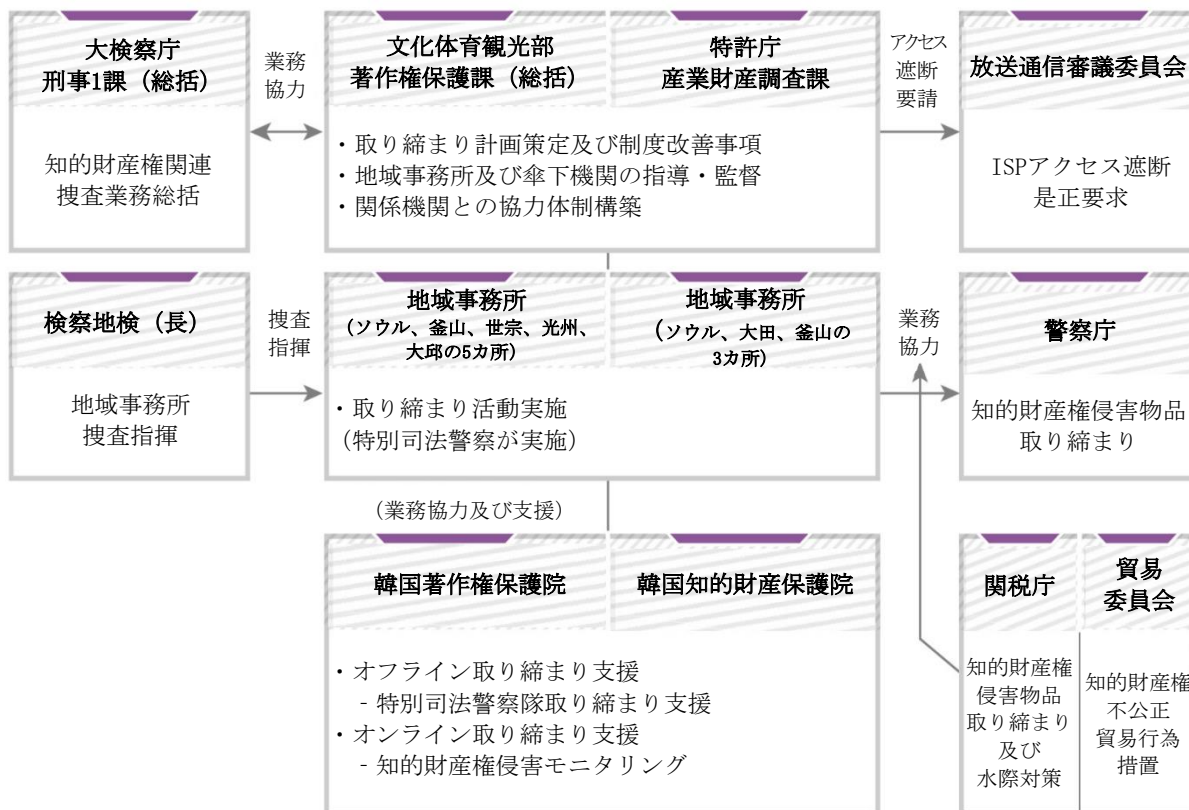 大検察庁
刑事1課（総括）
知的財産権関連
捜査業務総括
業務
協力
文化体育観光部
著作権保護課（総括）
特許庁
産業財産調査課
・取り締まり計画策定及び制度改善事項
・地域事務所及び傘下機関の指導・監督
・関係機関との協力体制構築
アクセス
遮断
要請
放送通信審議委員会
ISPアクセス遮断
是正要求
検察地検（長）
地域事務所
捜査指揮
捜査
指揮
地域事務所
（ソウル、釜山、世宗、光州、
大邱の5カ所）
地域事務所
（ソウル、大田、釜山の
3カ所）
・取り締まり活動実施
（特別司法警察が実施）
業務
協力
警察庁
知的財産権侵害物品
取り締まり
（業務協力及び支援）
韓国著作権保護院
韓国知的財産保護院
・オフライン取り締まり支援
- 特別司法警察隊取り締まり支援
・オンライン取り締まり支援
- 知的財産権侵害モニタリング
関税庁
知的財産権
侵害物品
取り締まり
及び
水際対策
貿易
委員会
知的財産権
不公正
貿易行為
措置